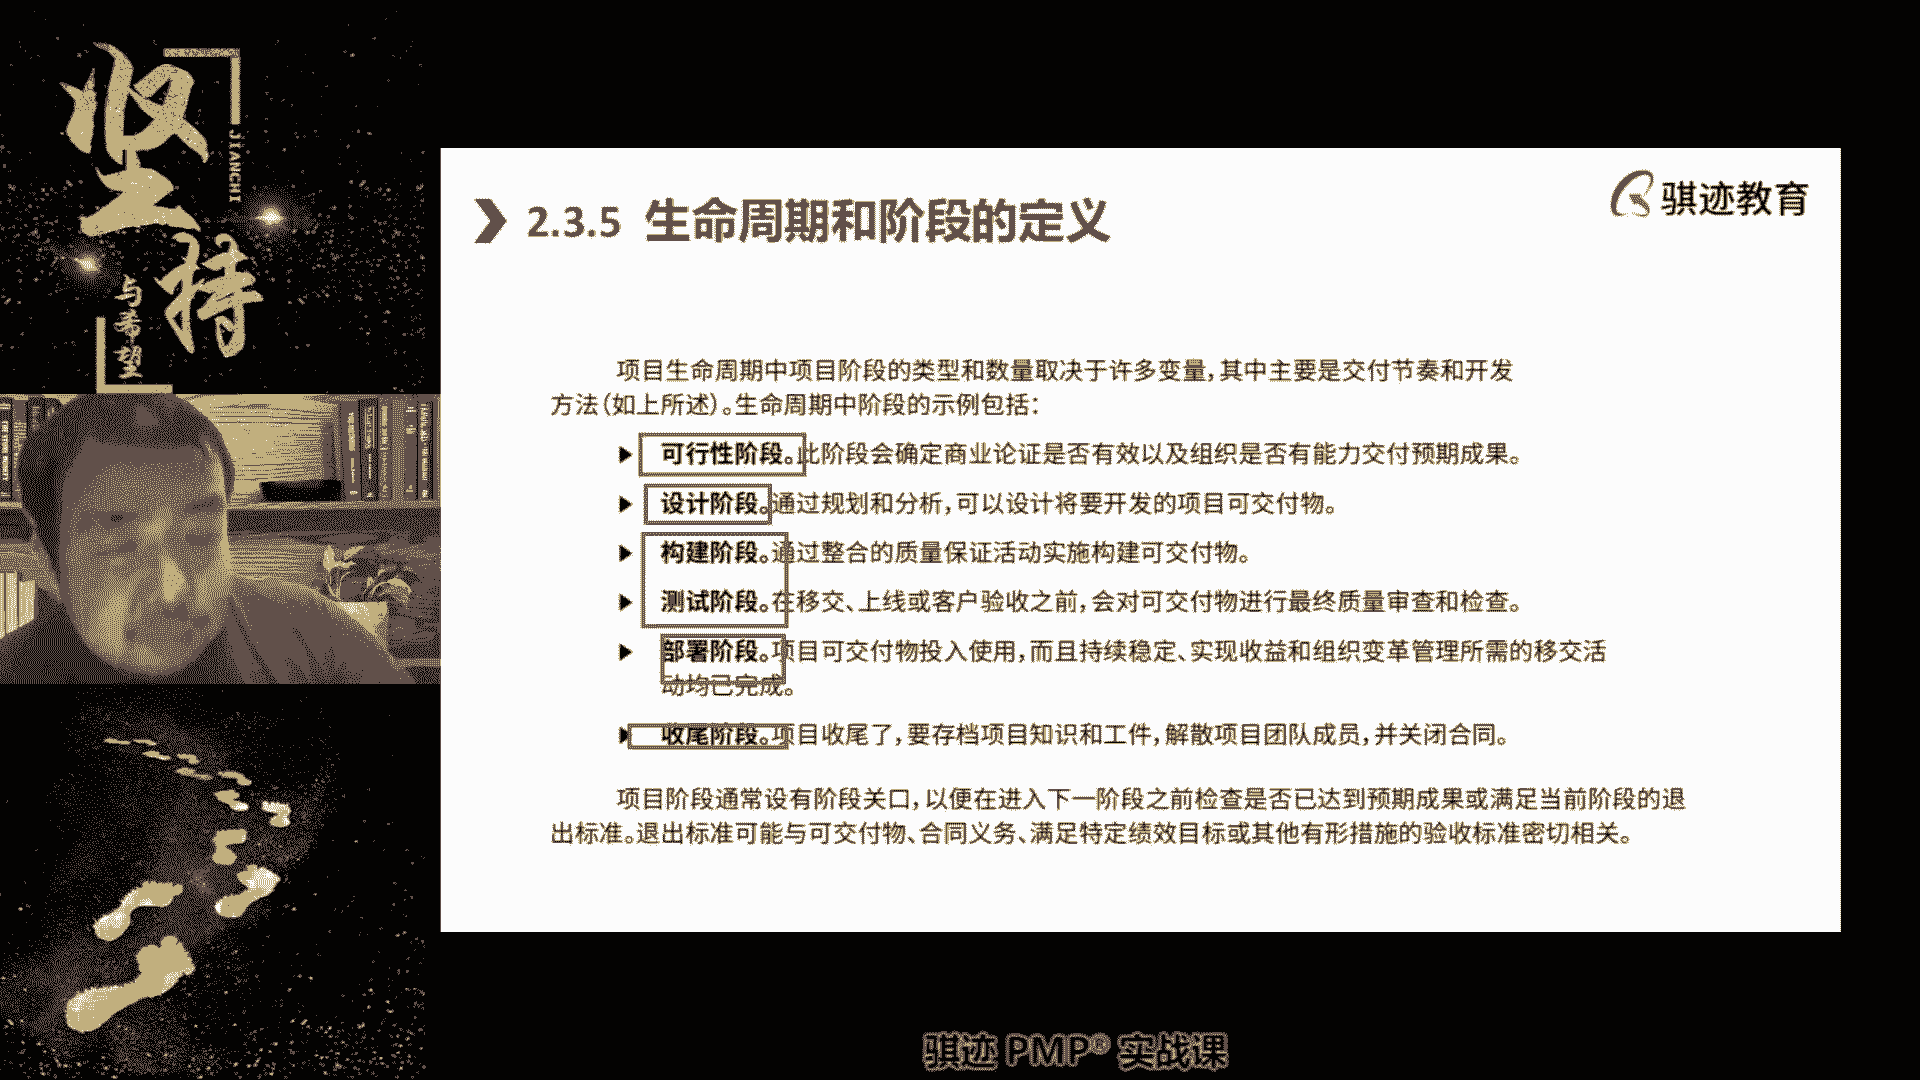 坚持
JIANCHI
与希望
骐迹教育
2.3.5 生命周期和阶段的定义
项目生命周期中项目阶段的类型和数量取决于许多变量，其中主要是交付节奏和开发
方法（如上所述）。生命周期中阶段的示例包括：
可行性阶段。此阶段会确定商业论证是否有效以及组织是否有能力交付预期成果。
设计阶段。通过规划和分析，可以设计将要开发的项目可交付物。
构建阶段。通过整合的质量保证活动实施构建可交付物。
测试阶段。在移交、上线或客户验收之前，会对可交付物进行最终质量审查和检查。
部署阶段。项目可交付物投入使用，而且持续稳定、实现收益和组织变革管理所需的移交活
动均已完成。
收尾阶段。项目收尾了，要存档项目知识和工件，解散项目团队成员，并关闭合同。
项目阶段通常设有阶段关口，以便在进入下一阶段之前检查是否已达到预期成果或满足当前阶段的退
出标准。退出标准可能与可交付物、合同义务、满足特定绩效目标或其他有形措施的验收标准密切相关。
骐迹 PMP® 实战课